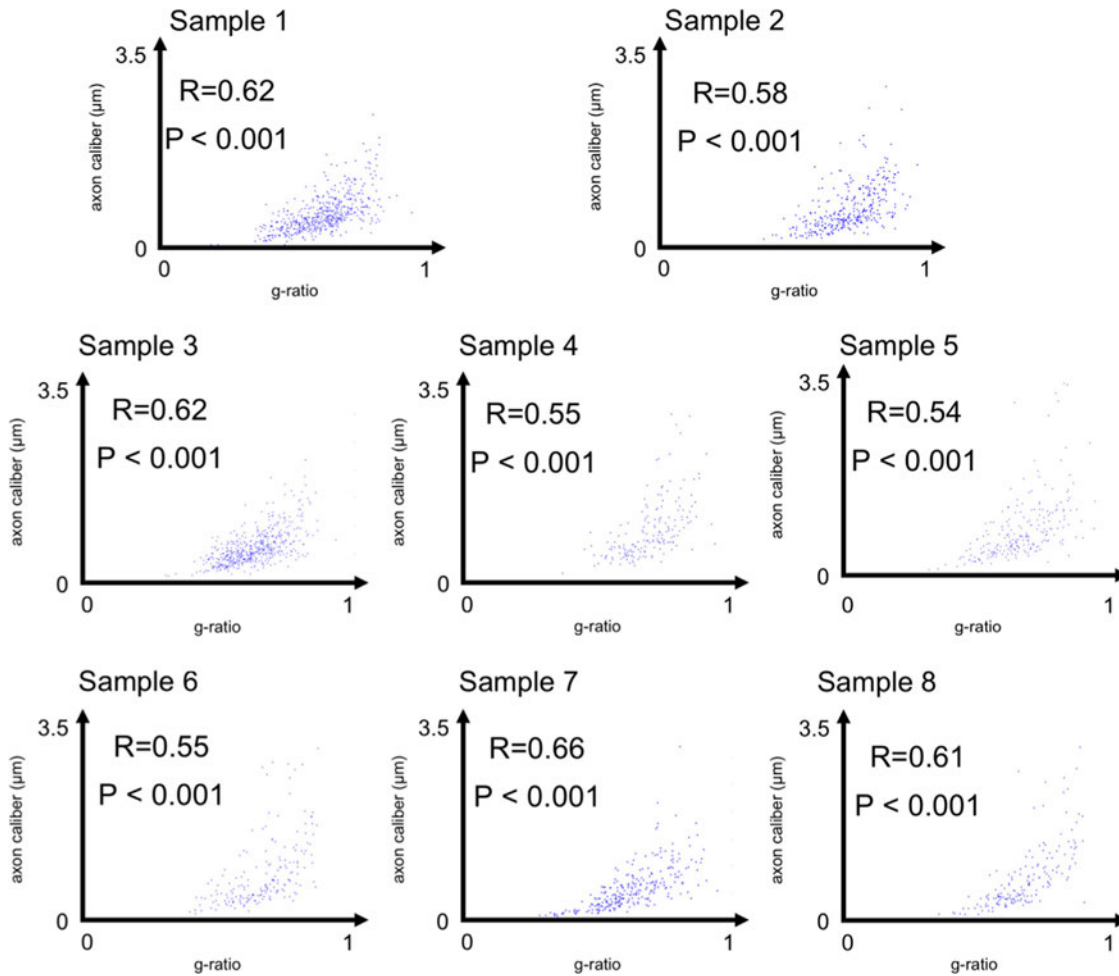 Sample 1
3.5
R=0.62
P < 0.001
axon caliber (μm)
0
0
1
g-ratio
Sample 2
3.5
R=0.58
P < 0.001
axon caliber (μm)
0
0
1
g-ratio
Sample 3
3.5
R=0.62
P < 0.001
axon caliber (μm)
0
0
1
g-ratio
Sample 4
3.5
R=0.55
P < 0.001
axon caliber (μm)
0
0
1
g-ratio
Sample 5
3.5
R=0.54
P < 0.001
axon caliber (μm)
0
0
1
g-ratio
Sample 6
3.5
R=0.55
P < 0.001
axon caliber (μm)
0
0
1
g-ratio
Sample 7
3.5
R=0.66
P < 0.001
axon caliber (μm)
0
0
1
g-ratio
Sample 8
3.5
R=0.61
P < 0.001
axon caliber (μm)
0
0
1
g-ratio